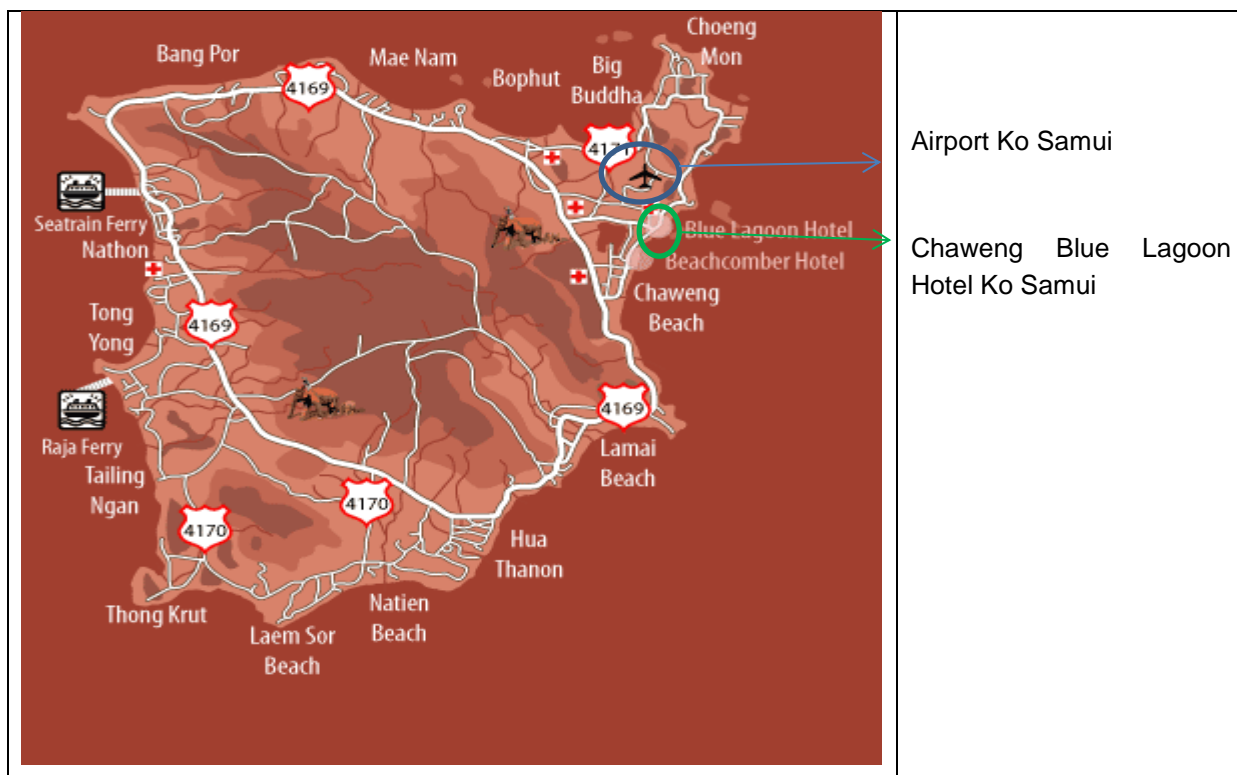 Choeng
Mon
Bang Por
Mae Nam
Big
Buddha
Bophut
4169
4171
Airport Ko Samui
Seatrain Ferry
Nathon
Blue Lagoon Hotel
Beachcomber Hotel
Chaweng Blue Lagoon
Hotel Ko Samui
Chaweng
Beach
Tong
Yong
4169
4169
Raja Ferry
Tailing
Ngan
Lamai
Beach
4170
4170
Hua
Thanon
Thong Krut
Natien
Beach
Laem Sor
Beach